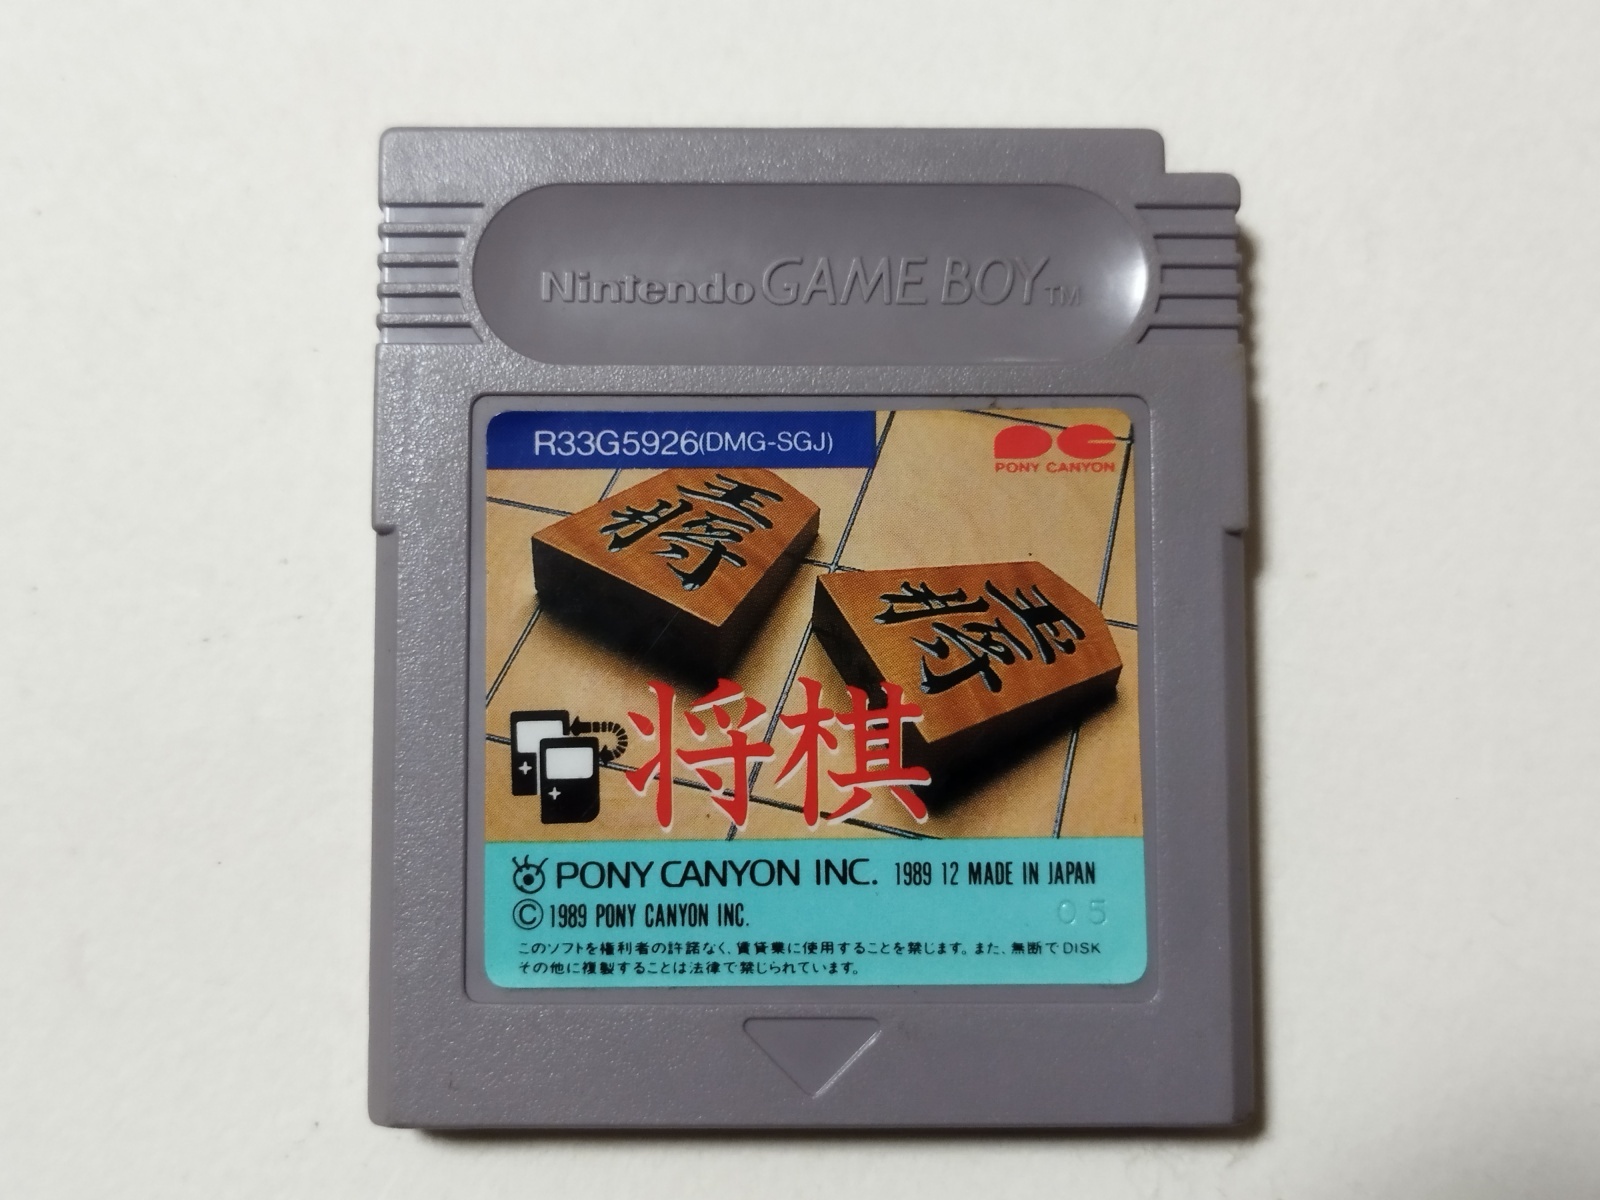 Nintendo GAME BOY TM
R33G5926(DMG-SGJ)
PONY CANYON
王将
王将
将棋
PONY CANYON INC. 1989 12 MADE IN JAPAN
© 1989 PONY CANYON INC.
05
このソフトを権利者の許諾なく、賃貸業に使用することを禁じます。また、無断でDISK
その他に複製することは法律で禁じられています。